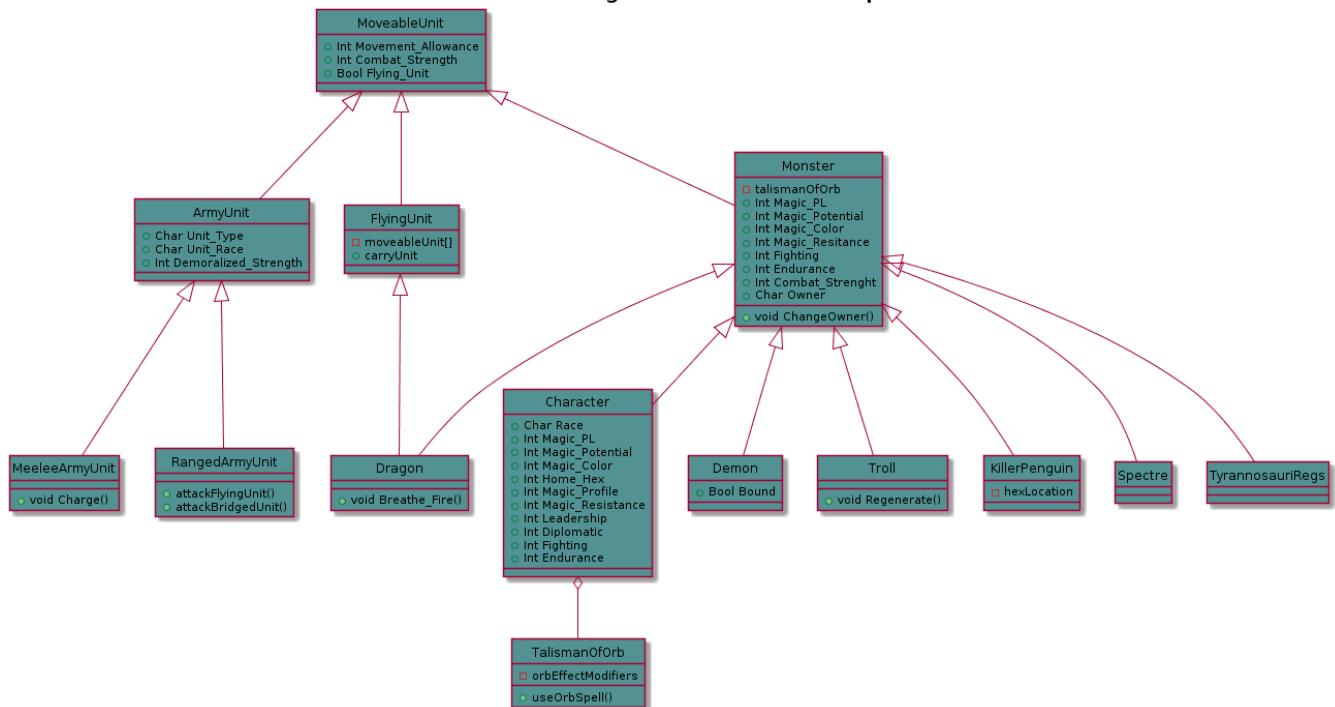 MoveableUnit
Int Movement_Allowance
Int Combat_Strength
Bool Flying_Unit
Monster
talismanOfOrb
Int Magic_PL
Int Magic_Potential
Int Magic_Color
Int Magic_Resitance
Int Fighting
Int Endurance
Int Combat_Strenght
Char Owner
void ChangeOwner()
ArmyUnit
Char Unit_Type
Char Unit_Race
Int Demoralized_Strength
FlyingUnit
moveableUnit[]
carryUnit
Character
Char Race
Int Magic_PL
Int Magic_Potential
Int Magic_Color
Int Home_Hex
Int Magic_Profile
Int Magic_Resistance
Int Leadership
Int Diplomatic
Int Fighting
Int Endurance
MeeleeArmyUnit
void Charge()
RangedArmyUnit
attackFlyingUnit()
attackBridgedUnit()
Dragon
void Breathe_Fire()
Demon
Bool Bound
Troll
void Regenerate()
KillerPenguin
hexLocation
Spectre
TyrannosauriRegs
TalismanOfOrb
orbEffectModifiers
useOrbSpell()